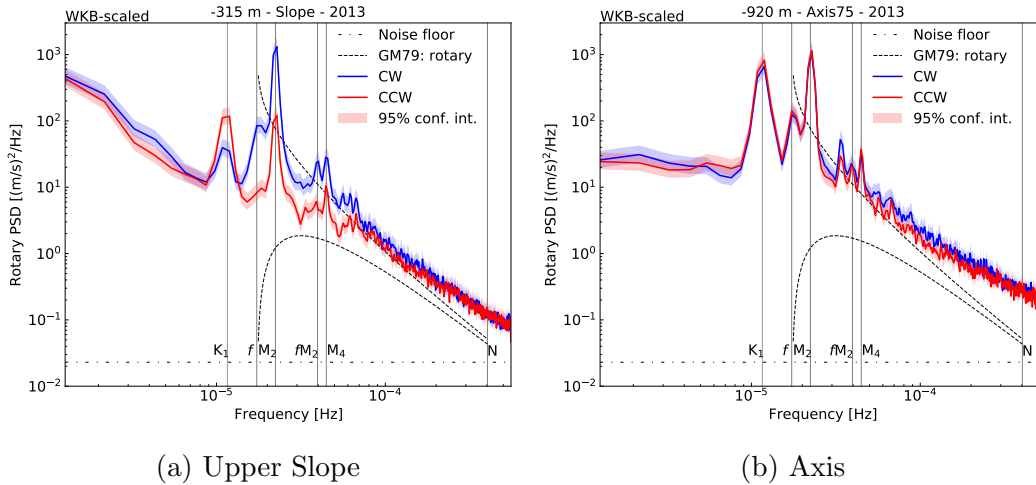 WKB-scaled
-315 m - Slope - 2013
Noise floor
GM79: rotary
CW
CCW
95% conf. int.
Rotary PSD [(m/s)²/Hz]
10³
10²
10¹
10⁰
10⁻¹
10⁻²
K₁ f M₂ fM₂ M₄ N
10⁻⁵ 10⁻⁴
Frequency [Hz]
(a) Upper Slope
WKB-scaled
-920 m - Axis75 - 2013
Noise floor
GM79: rotary
CW
CCW
95% conf. int.
Rotary PSD [(m/s)²/Hz]
10³
10²
10¹
10⁰
10⁻¹
10⁻²
K₁ f M₂ fM₂ M₄ N
10⁻⁵ 10⁻⁴
Frequency [Hz]
(b) Axis